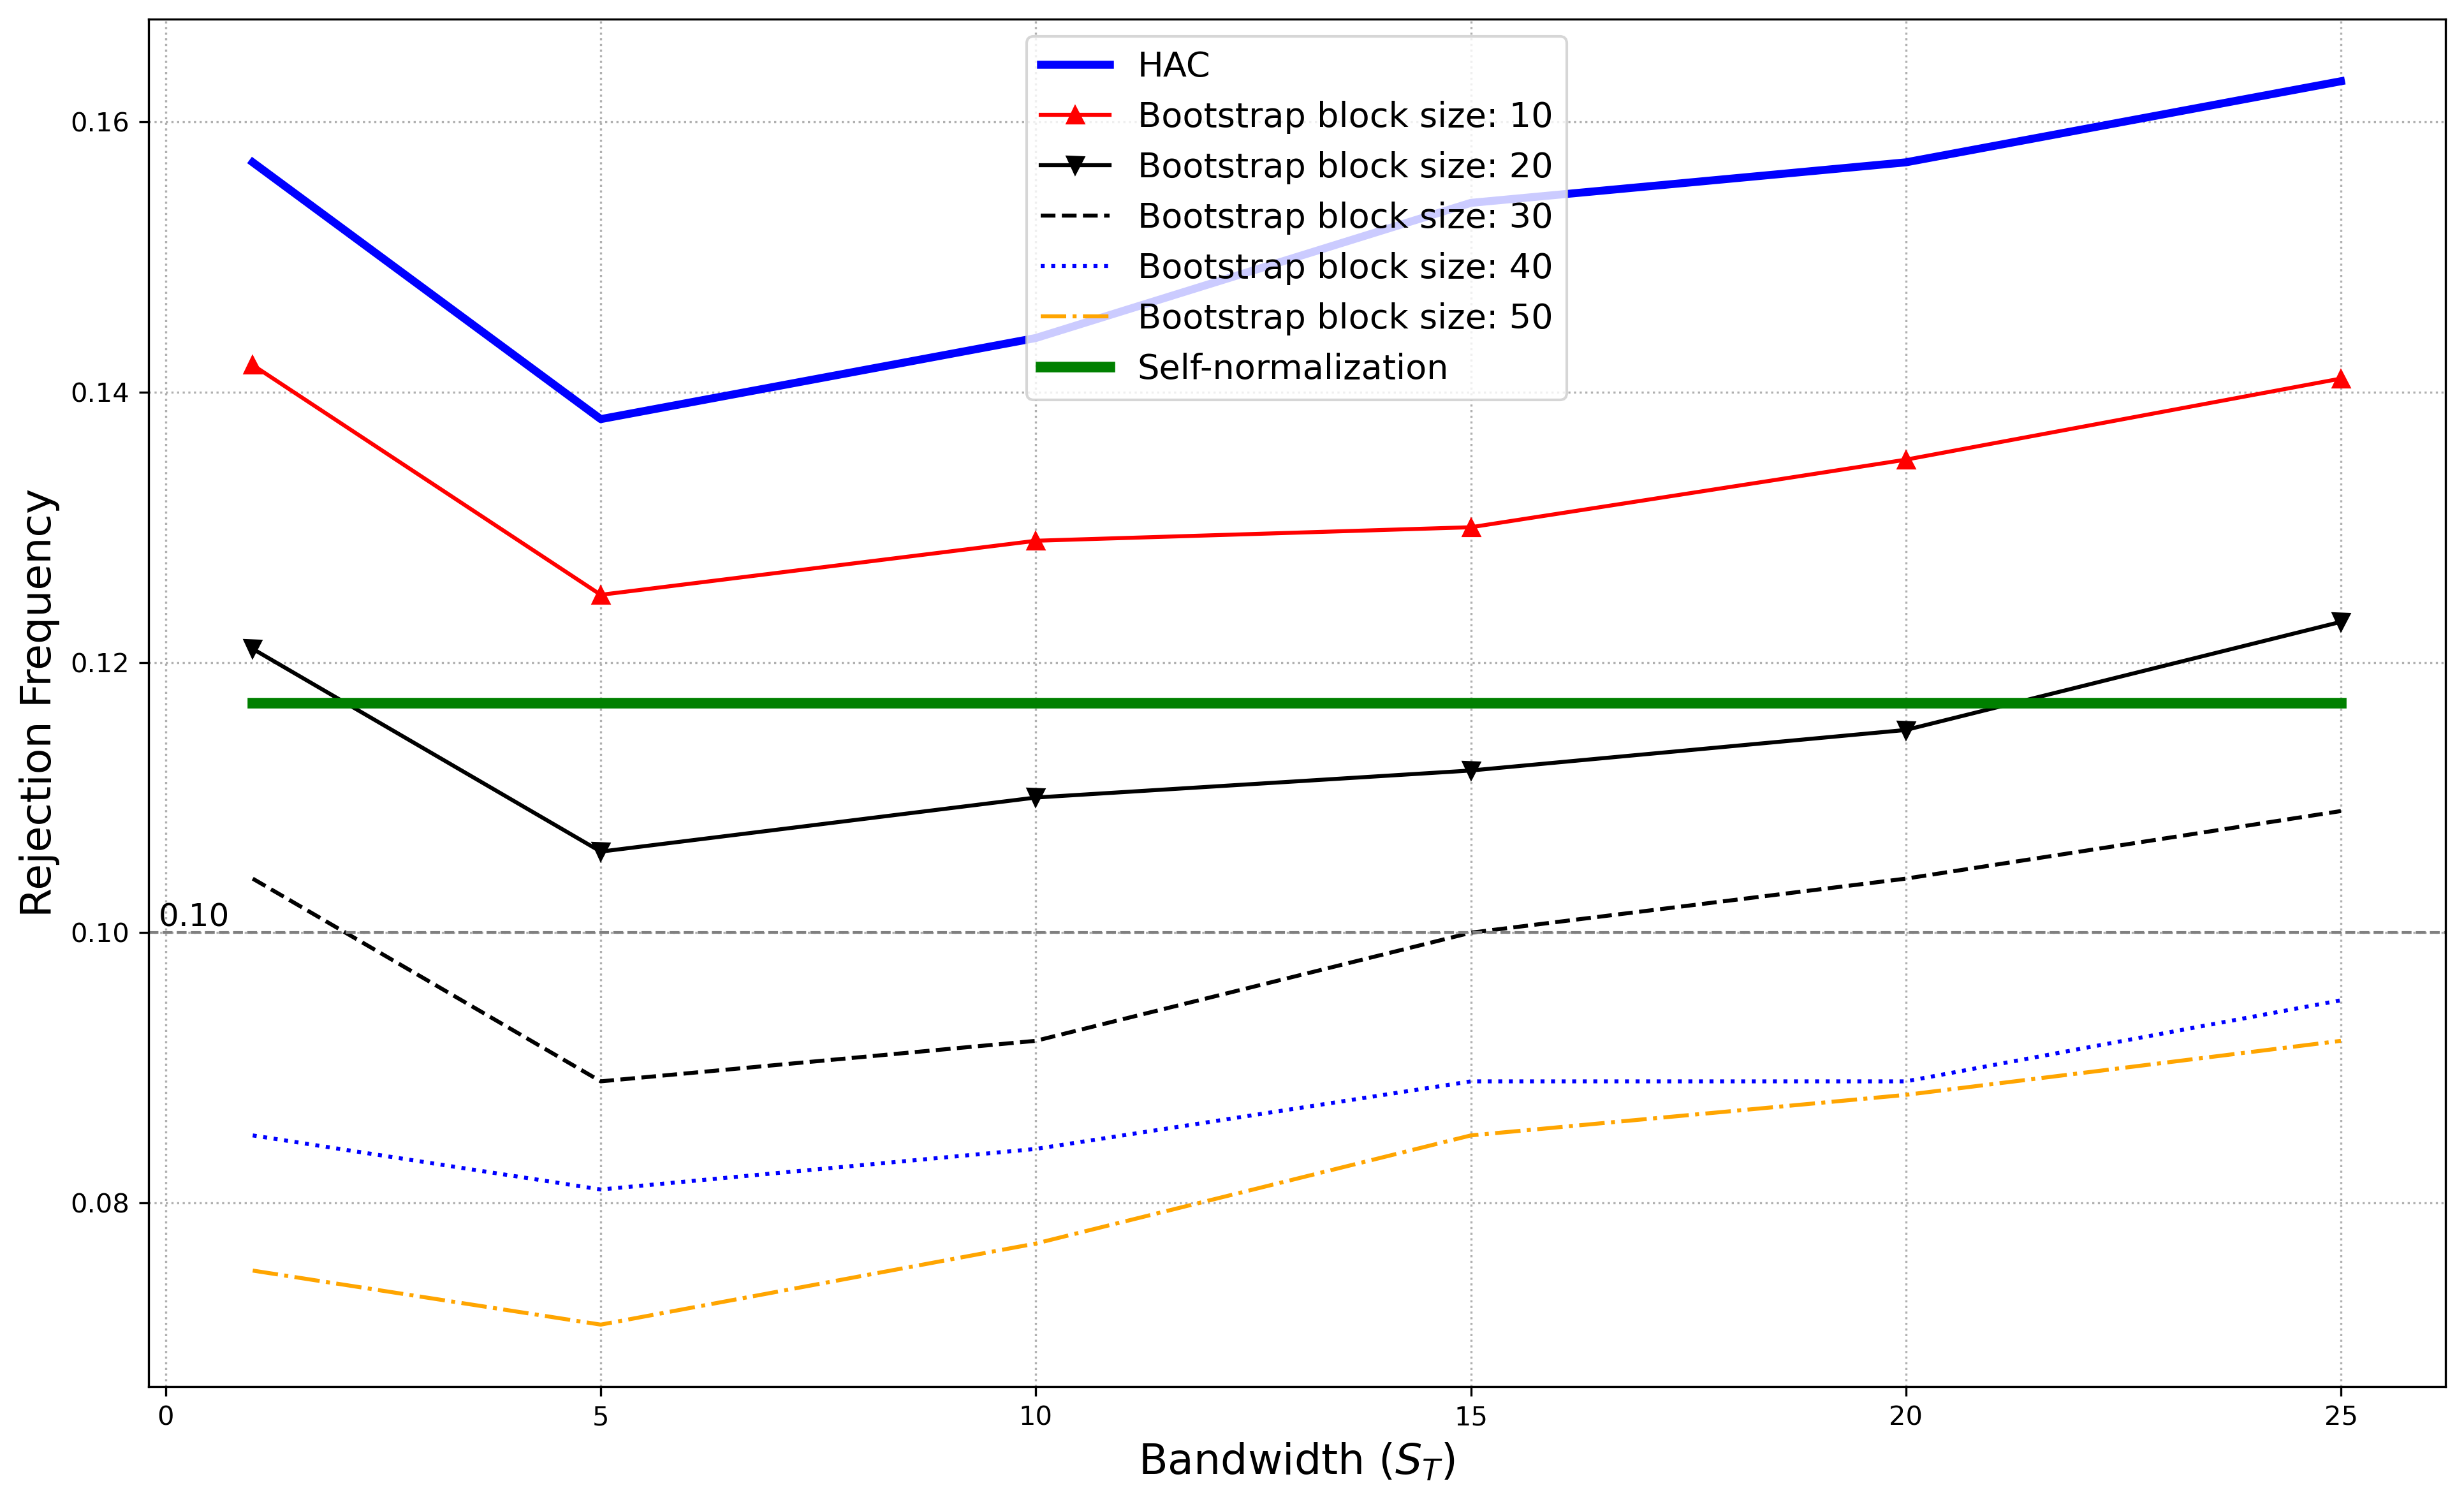 HAC
Bootstrap block size: 10
Bootstrap block size: 20
Bootstrap block size: 30
Bootstrap block size: 40
Bootstrap block size: 50
Self-normalization
Rejection Frequency
0.16
0.14
0.12
0.10
0.10
0.08
0 5 10 15 20 25
Bandwidth (S_T)